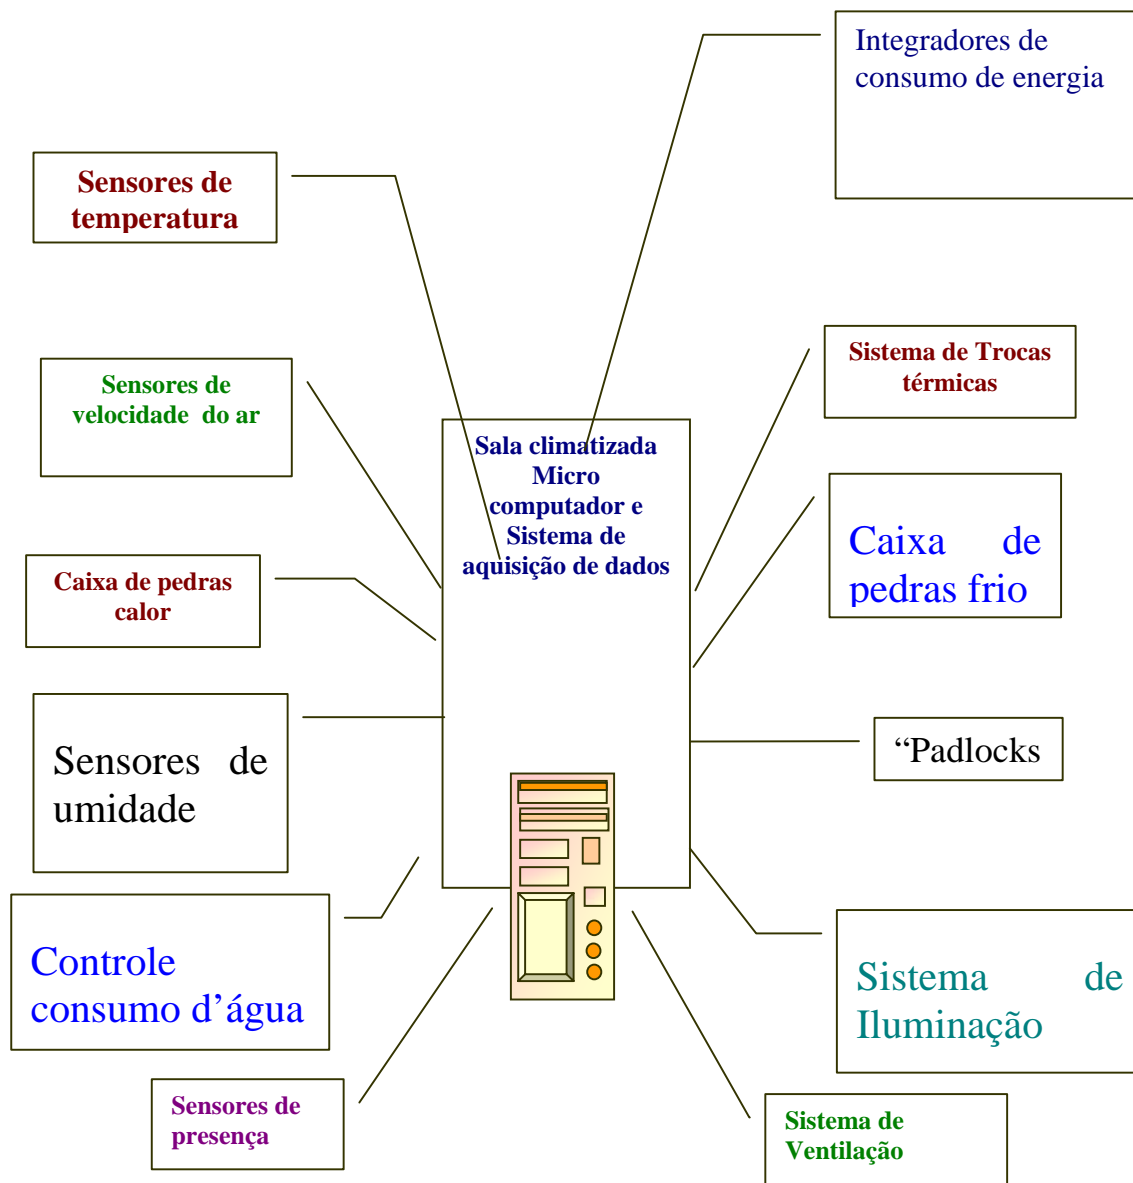 Integradores de
consumo de energia
Sensores de
temperatura
Sistema de Trocas
térmicas
Sensores de
velocidade do ar
Sala climatizada
Micro
computador e
Sistema de
aquisição de dados
Caixa de
pedras frio
Caixa de pedras
calor
Sensores de
umidade
“Padlocks
Controle
consumo d’água
Sistema de
Iluminação
Sensores de
presença
Sistema de
Ventilação